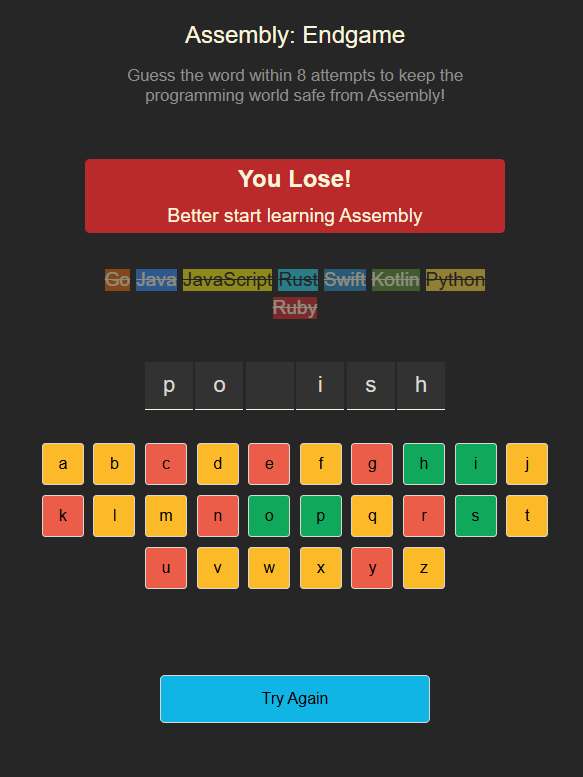 Assembly: Endgame
Guess the word within 8 attempts to keep the
programming world safe from Assembly!
You Lose!
Better start learning Assembly
Go Java JavaScript Rust Swift Kotlin Python
Ruby
p o i s h
a b c d e f g h i j
k l m n o p q r s t
u v w x y z
Try Again